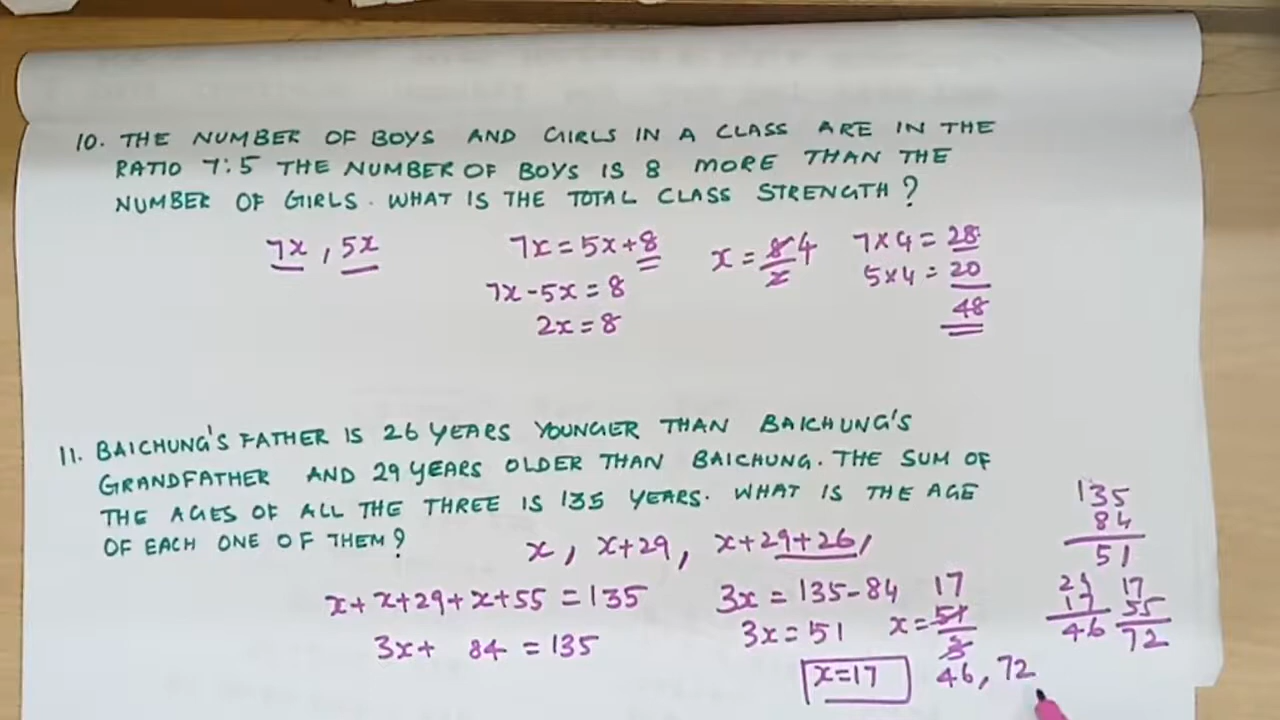 10. THE NUMBER OF BOYS AND GIRLS IN A CLASS ARE IN THE
RATIO 7:5 THE NUMBER OF BOYS IS 8 MORE THAN THE
NUMBER OF GIRLS. WHAT IS THE TOTAL CLASS STRENGTH?
7x , 5x
7x = 5x + 8
7x - 5x = 8
2x = 8
x = 8/2 4
7 x 4 = 28
5 x 4 = 20
48
11. BAICHUNG'S FATHER IS 26 YEARS YOUNGER THAN BAICHUNG'S
GRANDFATHER AND 29 YEARS OLDER THAN BAICHUNG. THE SUM OF
THE AGES OF ALL THE THREE IS 135 YEARS. WHAT IS THE AGE
OF EACH ONE OF THEM?
x , x+29, x+29+26,
x + x+29 + x+55 = 135
3x + 84 = 135
3x = 135-84
3x = 51
x = 51/3 17
x=17
46, 72
135
84
51
29
17
46
17
55
72